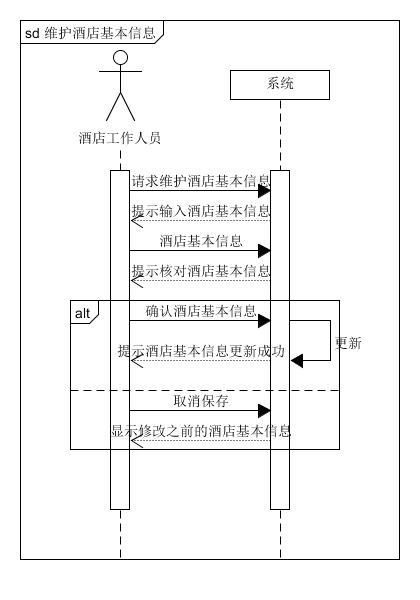 sd 维护酒店基本信息
系统
酒店工作人员
请求维护酒店基本信息
提示输入酒店基本信息
酒店基本信息
提示核对酒店基本信息
alt
确认酒店基本信息
更新
提示酒店基本信息更新成功
取消保存
显示修改之前的酒店基本信息